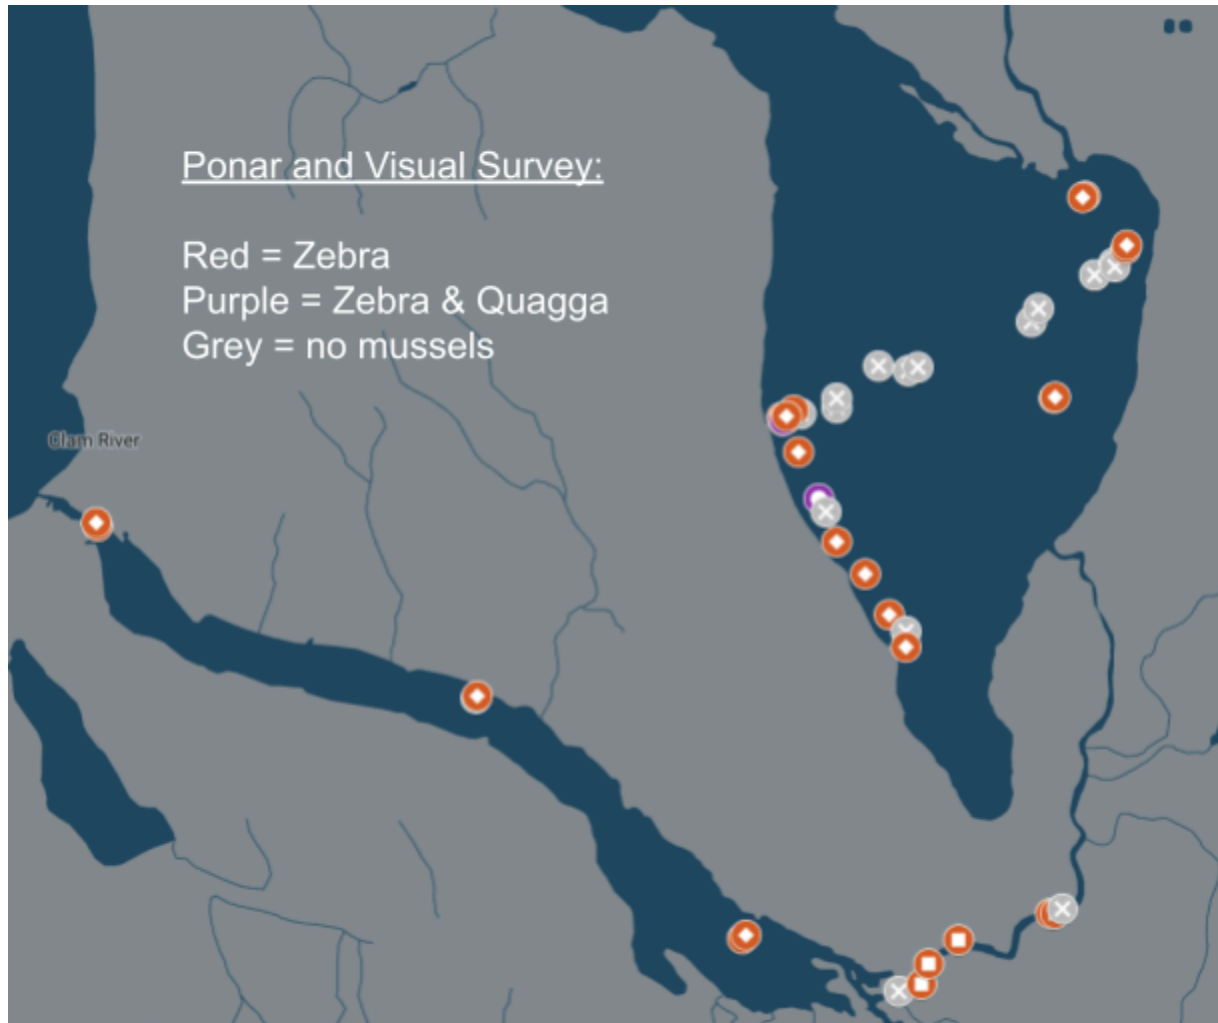 Ponar and Visual Survey:
Red = Zebra
Purple = Zebra & Quagga
Grey = no mussels
Clam River